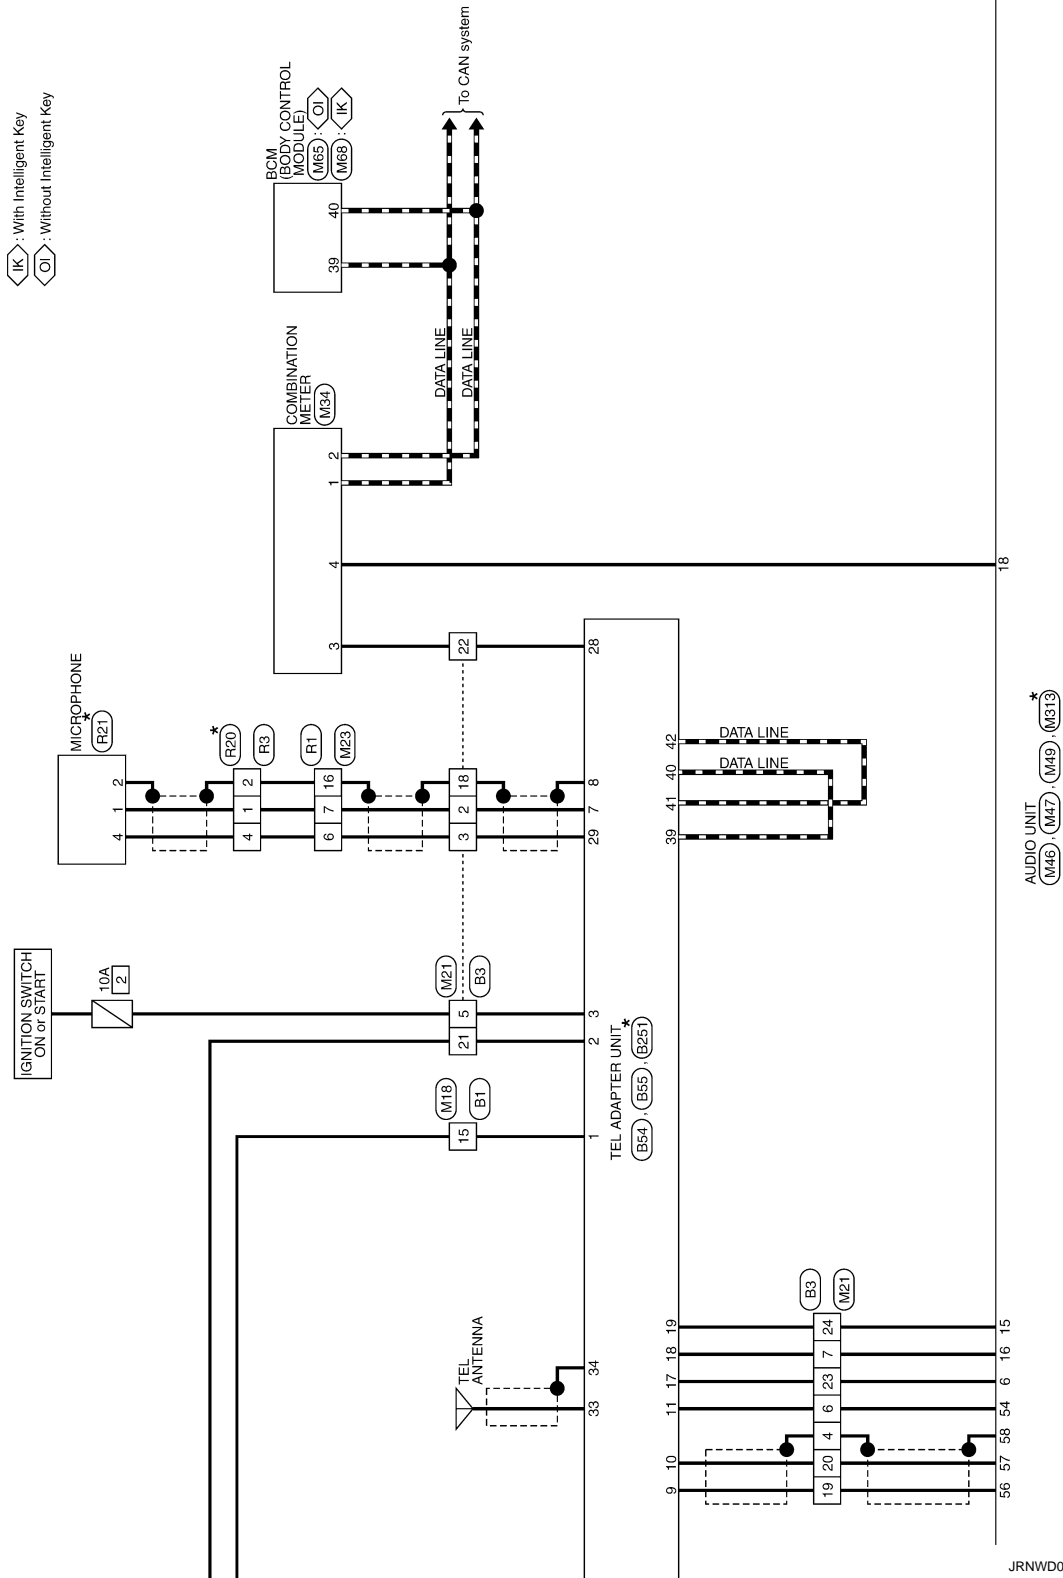 IK : With Intelligent Key
OI : Without Intelligent Key
IGNITION SWITCH
ON or START
10A
2
MICROPHONE
*
R21
4
1
2
*
R20
R3
4
1
2
R1
M23
6
7
16
3
2
18
29
7
8
COMBINATION
METER
M34
3
4
1
2
22
28
BCM
(BODY CONTROL
MODULE)
M65 : OI
M68 : IK
39
40
DATA LINE
DATA LINE
To CAN system
M18
B1
15
1
M21
B3
21
5
2
3
TEL
ANTENNA
33
34
TEL ADAPTER UNIT
B54 , B55 , B251
*
9
10
11
17
18
19
39
41
40
42
DATA LINE
DATA LINE
B3
M21
19
20
4
6
23
7
24
56
57
58
54
6
16
15
18
AUDIO UNIT
M46 , M47 , M49 , M313
*
JRNWD0